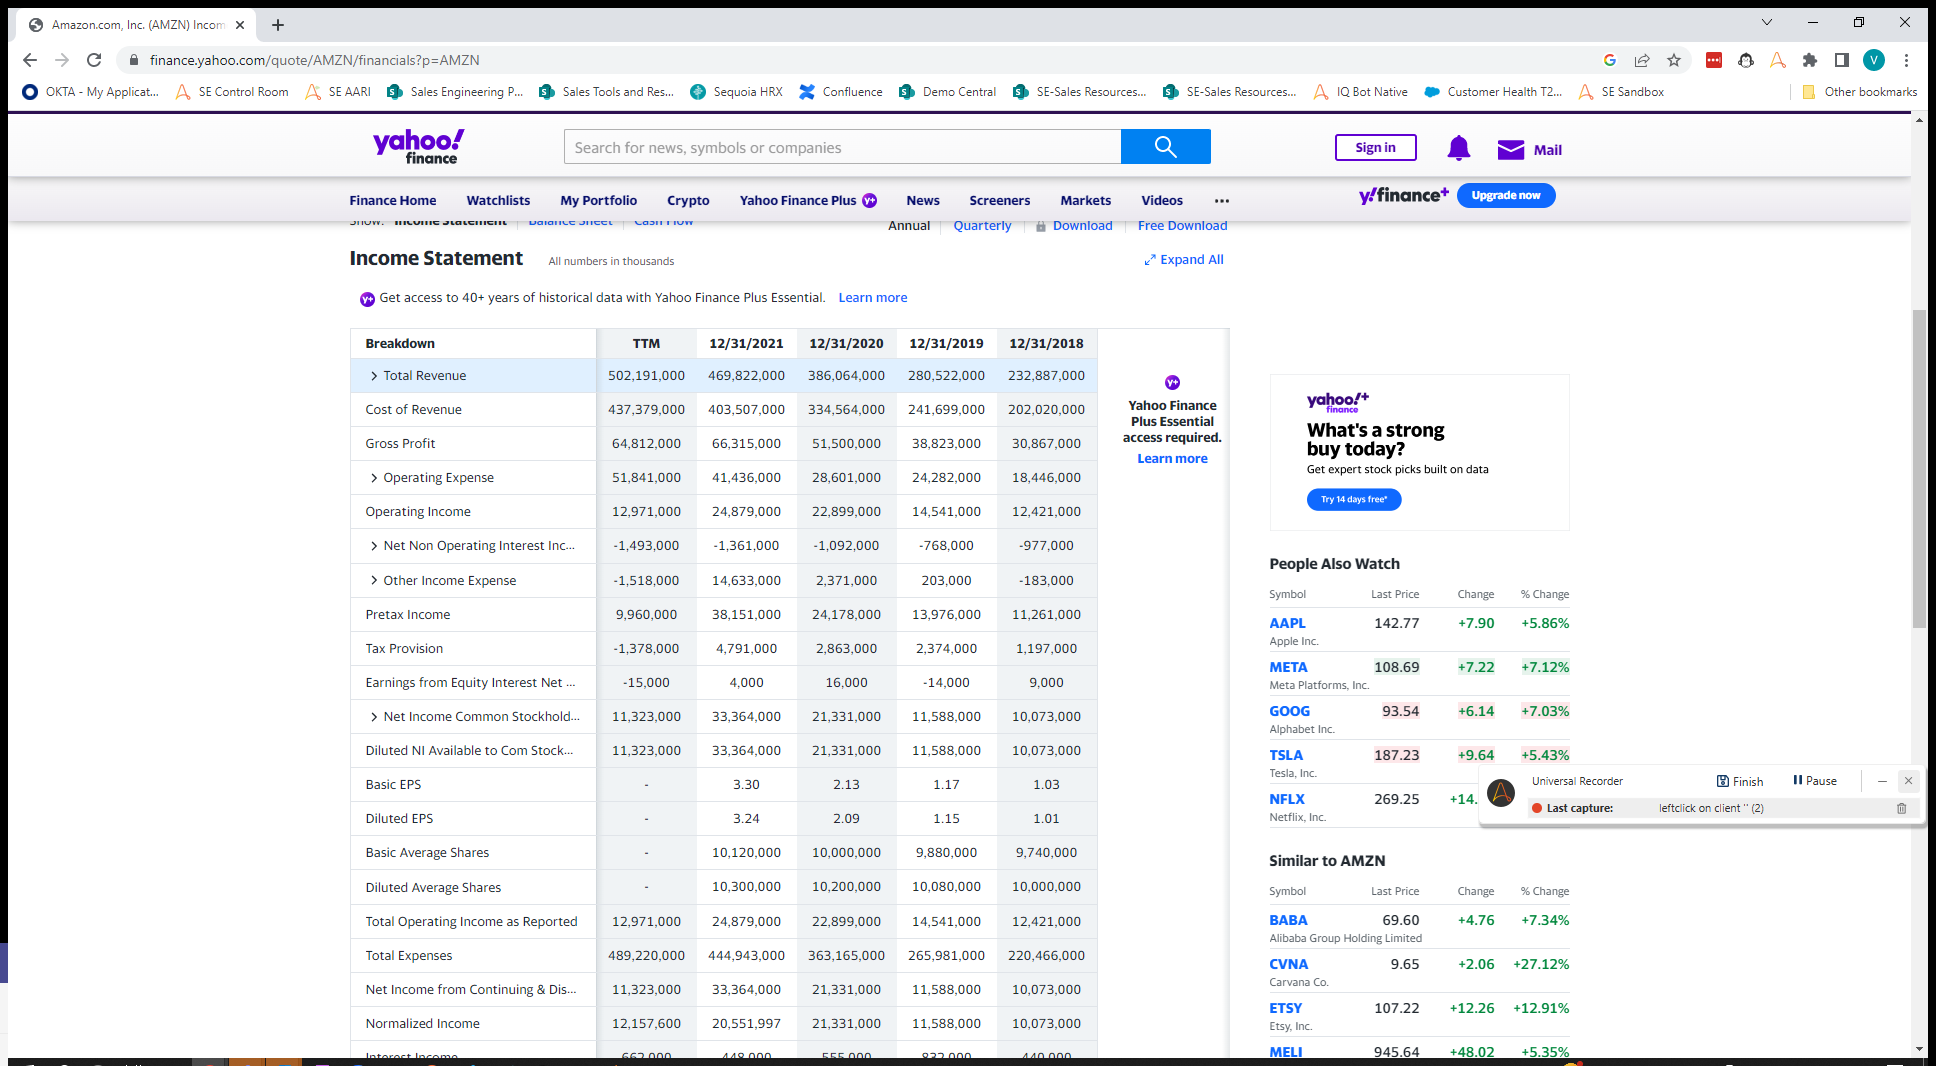 Amazon.com, Inc. (AMZN) Incom
finance.yahoo.com/quote/AMZN/financials?p=AMZN
V
OKTA - My Applicat... SE Control Room SE AARI Sales Engineering P... Sales Tools and Res... Sequoia HRX Confluence Demo Central SE-Sales Resources... SE-Sales Resources... IQ Bot Native Customer Health T2... SE Sandbox Other bookmarks
yahoo!
finance
Search for news, symbols or companies
Sign in
Mail
Finance Home Watchlists My Portfolio Crypto Yahoo Finance Plus News Screeners Markets Videos ...
y!finance+ Upgrade now
Show: Income Statement Balance Sheet Cash Flow
Annual Quarterly Download Free Download
Income Statement All numbers in thousands
Expand All
y+ Get access to 40+ years of historical data with Yahoo Finance Plus Essential. Learn more
Breakdown TTM 12/31/2021 12/31/2020 12/31/2019 12/31/2018
Total Revenue 502,191,000 469,822,000 386,064,000 280,522,000 232,887,000
Cost of Revenue 437,379,000 403,507,000 334,564,000 241,699,000 202,020,000
Gross Profit 64,812,000 66,315,000 51,500,000 38,823,000 30,867,000
Operating Expense 51,841,000 41,436,000 28,601,000 24,282,000 18,446,000
Operating Income 12,971,000 24,879,000 22,899,000 14,541,000 12,421,000
Net Non Operating Interest Inc... -1,493,000 -1,361,000 -1,092,000 -768,000 -977,000
Other Income Expense -1,518,000 14,633,000 2,371,000 203,000 -183,000
Pretax Income 9,960,000 38,151,000 24,178,000 13,976,000 11,261,000
Tax Provision -1,378,000 4,791,000 2,863,000 2,374,000 1,197,000
Earnings from Equity Interest Net ... -15,000 4,000 16,000 -14,000 9,000
Net Income Common Stockhold... 11,323,000 33,364,000 21,331,000 11,588,000 10,073,000
Diluted NI Available to Com Stock... 11,323,000 33,364,000 21,331,000 11,588,000 10,073,000
Basic EPS - 3.30 2.13 1.17 1.03
Diluted EPS - 3.24 2.09 1.15 1.01
Basic Average Shares - 10,120,000 10,000,000 9,880,000 9,740,000
Diluted Average Shares - 10,300,000 10,200,000 10,080,000 10,000,000
Total Operating Income as Reported 12,971,000 24,879,000 22,899,000 14,541,000 12,421,000
Total Expenses 489,220,000 444,943,000 363,165,000 265,981,000 220,466,000
Net Income from Continuing & Dis... 11,323,000 33,364,000 21,331,000 11,588,000 10,073,000
Normalized Income 12,157,600 20,551,997 21,331,000 11,588,000 10,073,000
Interest Income 662,000 448,000 555,000 832,000 440,000
y+
Yahoo Finance
Plus Essential
access required.
Learn more
yahoo!+
finance
What's a strong
buy today?
Get expert stock picks built on data
Try 14 days free*
People Also Watch
Symbol Last Price Change % Change
AAPL 142.77 +7.90 +5.86%
Apple Inc.
META 108.69 +7.22 +7.12%
Meta Platforms, Inc.
GOOG 93.54 +6.14 +7.03%
Alphabet Inc.
TSLA 187.23 +9.64 +5.43%
Tesla, Inc.
NFLX 269.25 +14.
Netflix, Inc.
Universal Recorder Finish Pause
Last capture: leftclick on client '' (2)
Similar to AMZN
Symbol Last Price Change % Change
BABA 69.60 +4.76 +7.34%
Alibaba Group Holding Limited
CVNA 9.65 +2.06 +27.12%
Carvana Co.
ETSY 107.22 +12.26 +12.91%
Etsy, Inc.
MELI 945.64 +48.02 +5.35%